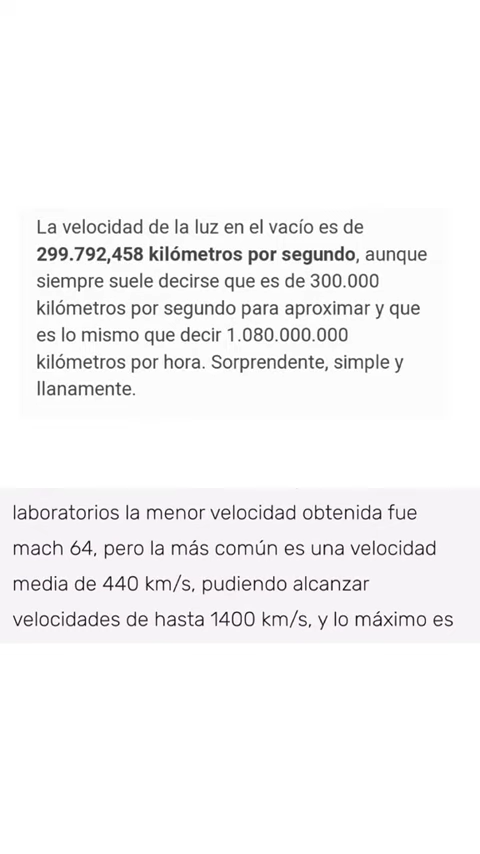 La velocidad de la luz en el vacío es de
299.792,458 kilómetros por segundo, aunque
siempre suele decirse que es de 300.000
kilómetros por segundo para aproximar y que
es lo mismo que decir 1.080.000.000
kilómetros por hora. Sorprendente, simple y
llanamente.
laboratorios la menor velocidad obtenida fue
mach 64, pero la más común es una velocidad
media de 440 km/s, pudiendo alcanzar
velocidades de hasta 1400 km/s, y lo máximo es